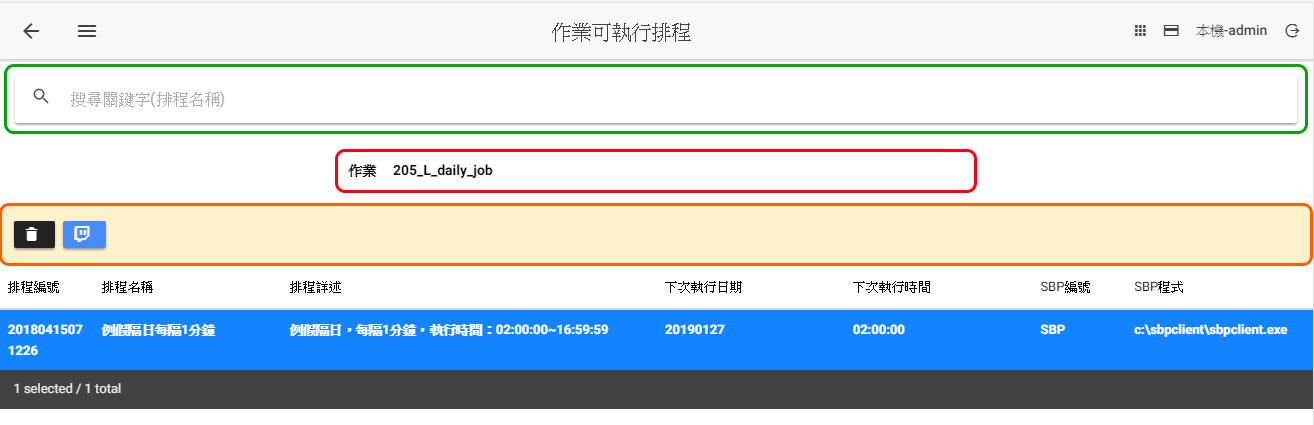 作業可執行排程
本機-admin
搜尋關鍵字(排程名稱)
作業 205_L_daily_job
排程編號 排程名稱 排程詳述 下次執行日期 下次執行時間 SBP編號 SBP程式
2018041507 例假隔日每隔1分鐘 例假隔日，每隔1分鐘，執行時間：02:00:00~16:59:59 20190127 02:00:00 SBP c:\sbpclient\sbpclient.exe
1226
1 selected / 1 total